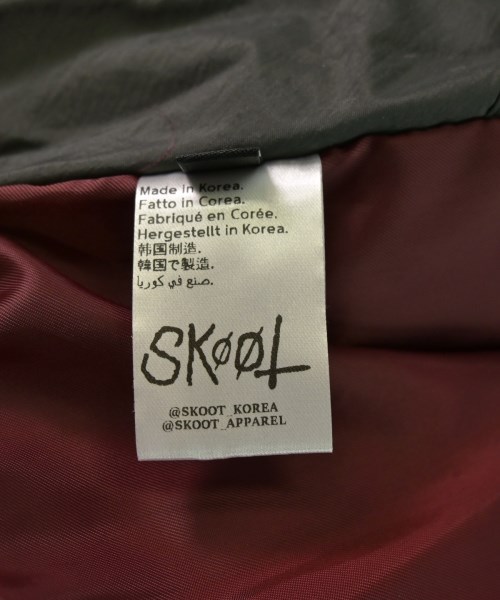 Made in Korea.
Fatto in Corea.
Fabriqué en Corée.
Hergestellt in Korea.
韩国制造.
韓国で製造.
صنع في كوريا.
SKØØT
@SKOOT_KOREA
@SKOOT_APPAREL